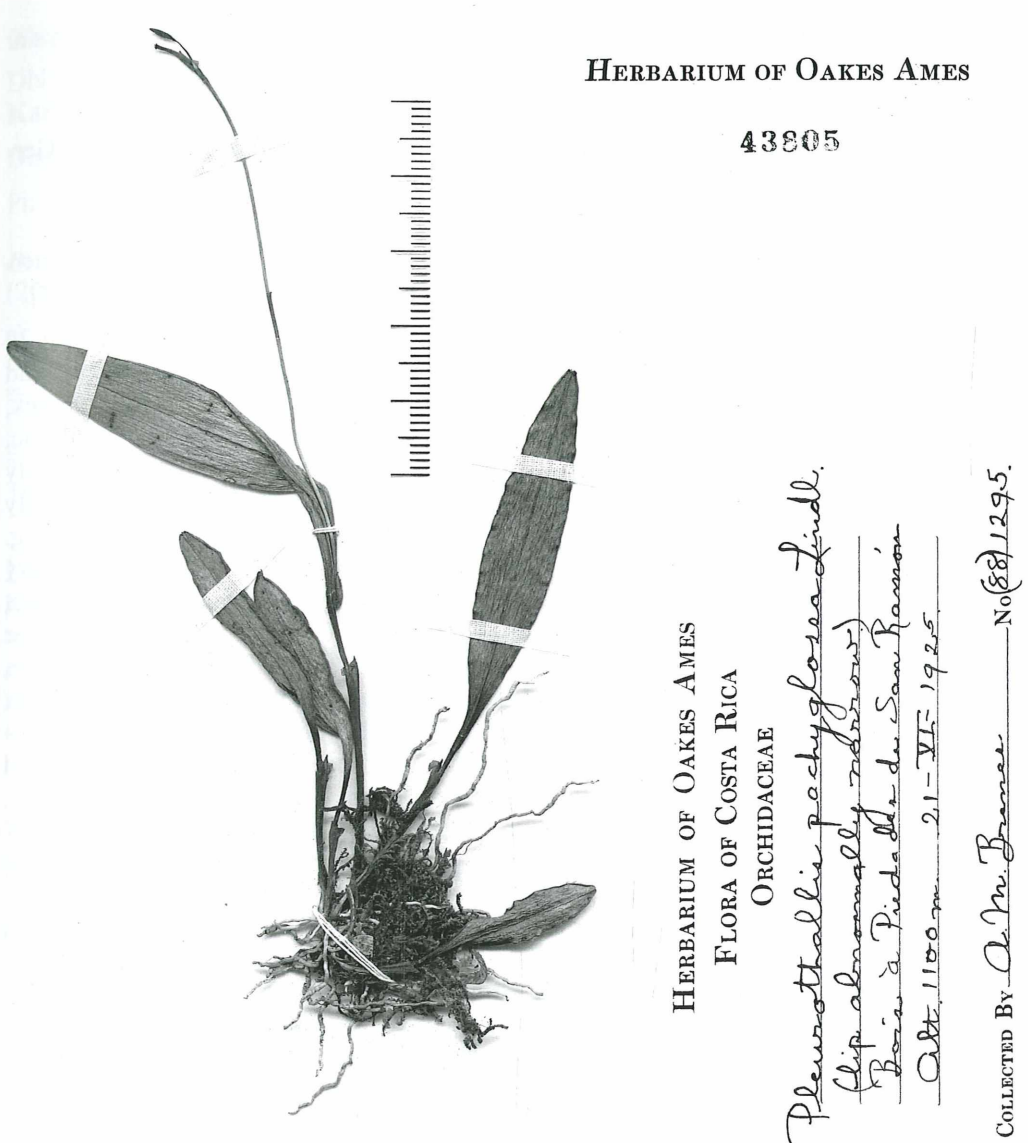 HERBARIUM OF OAKES AMES
43805
HERBARIUM OF OAKES AMES
FLORA OF COSTA RICA
ORCHIDACEAE
Pleurothallis pachyglossa Lindl.
(lip abnormally narrow)
Bois à Piedades de San Ramón
Alt. 1100 m 21-VI-1925
COLLECTED BY A. M. Brenes No (88) 1295.